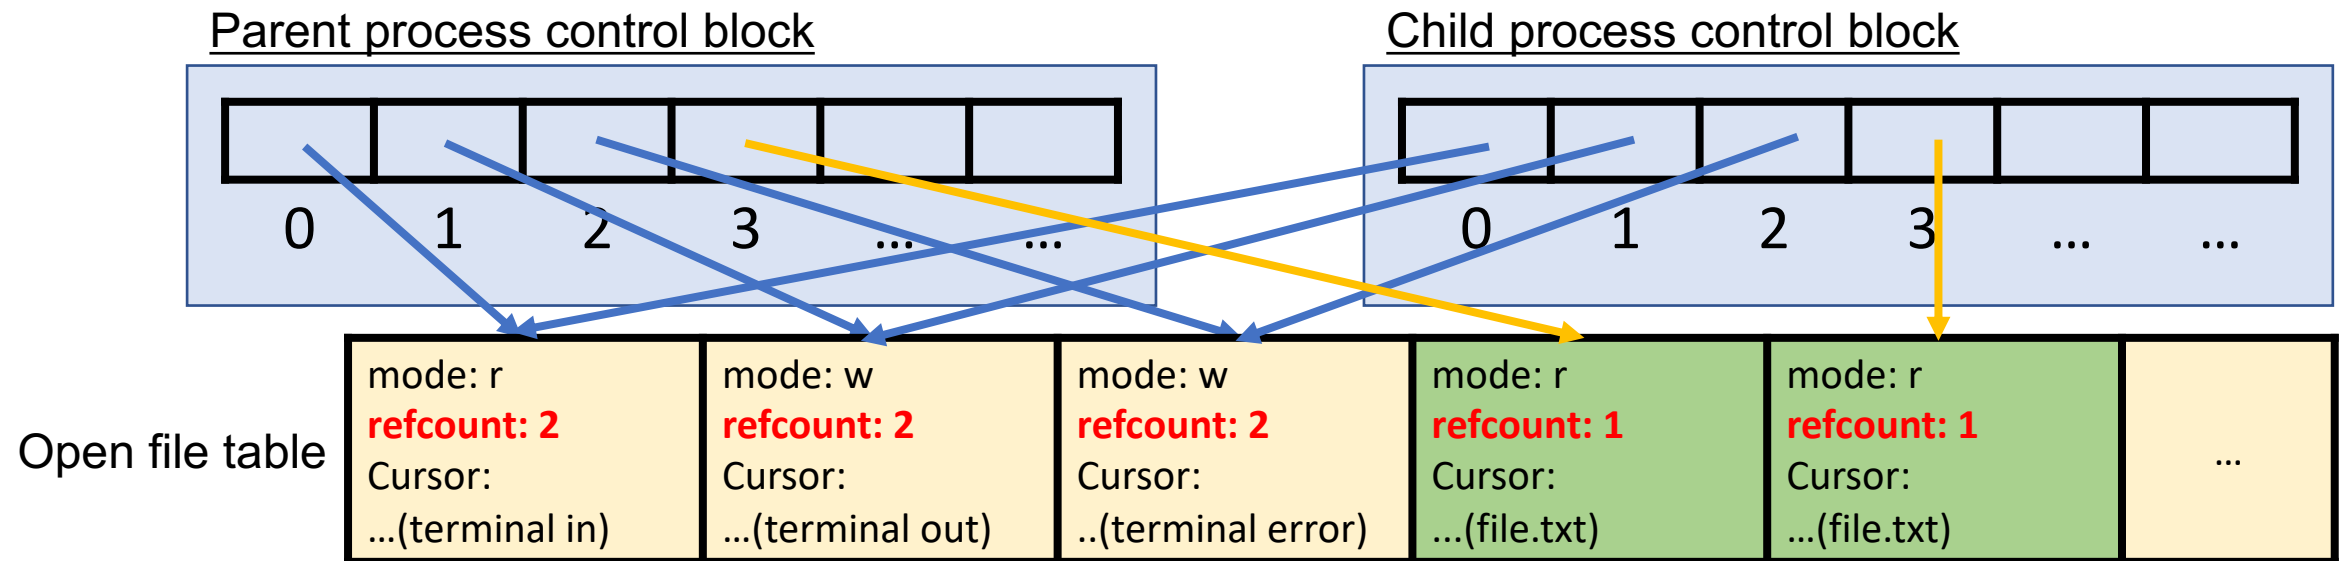 Parent process control block
Child process control block
0 1 2 3 ... ...
0 1 2 3 ... ...
Open file table
mode: r
refcount: 2
Cursor:
...(terminal in)
mode: w
refcount: 2
Cursor:
...(terminal out)
mode: w
refcount: 2
Cursor:
..(terminal error)
mode: r
refcount: 1
Cursor:
...(file.txt)
mode: r
refcount: 1
Cursor:
...(file.txt)
...